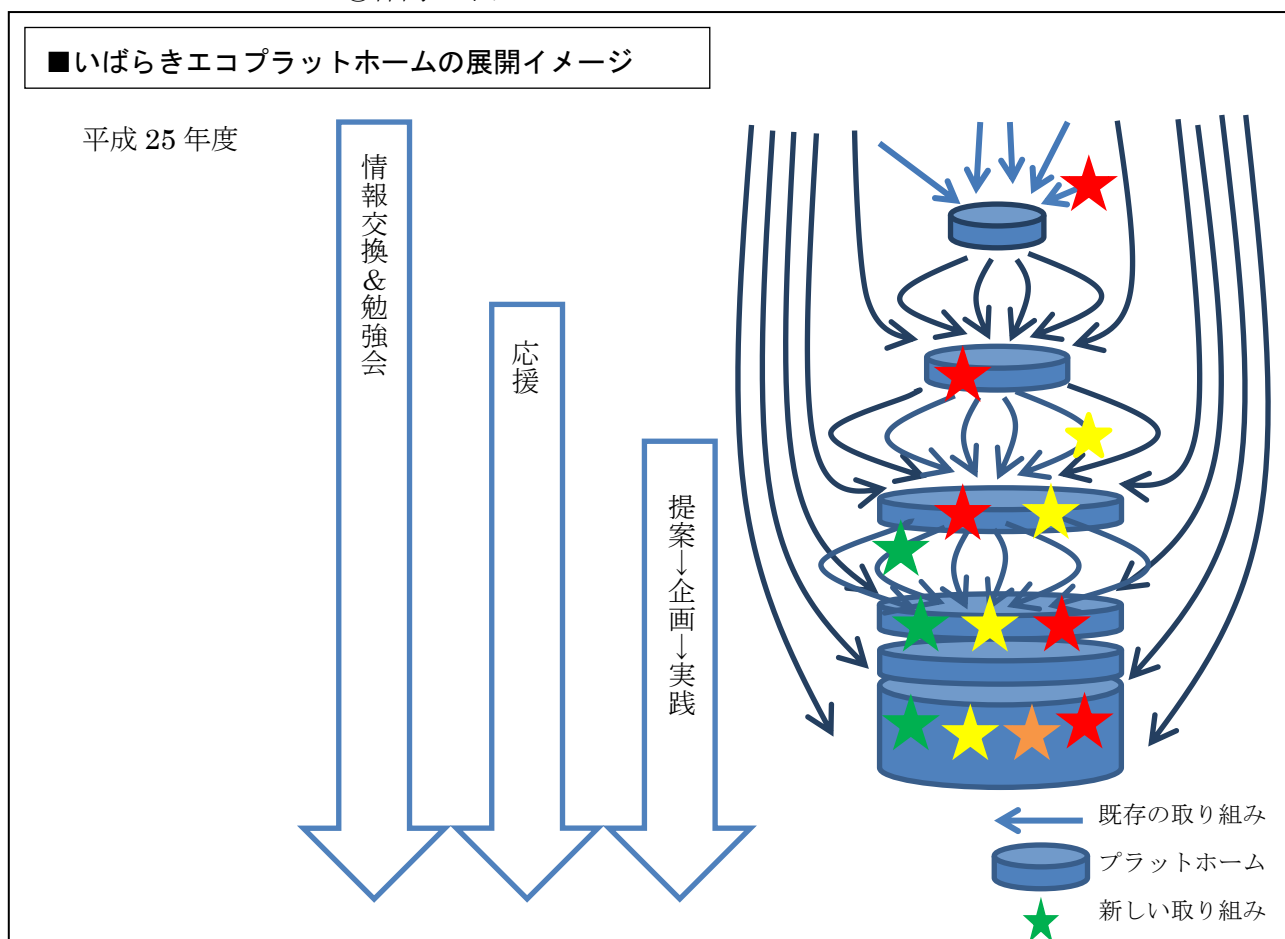 ■いばらきエコプラットホームの展開イメージ
平成 25 年度
情報交換&勉強会
応援
提案→企画→実践
既存の取り組み
プラットホーム
新しい取り組み